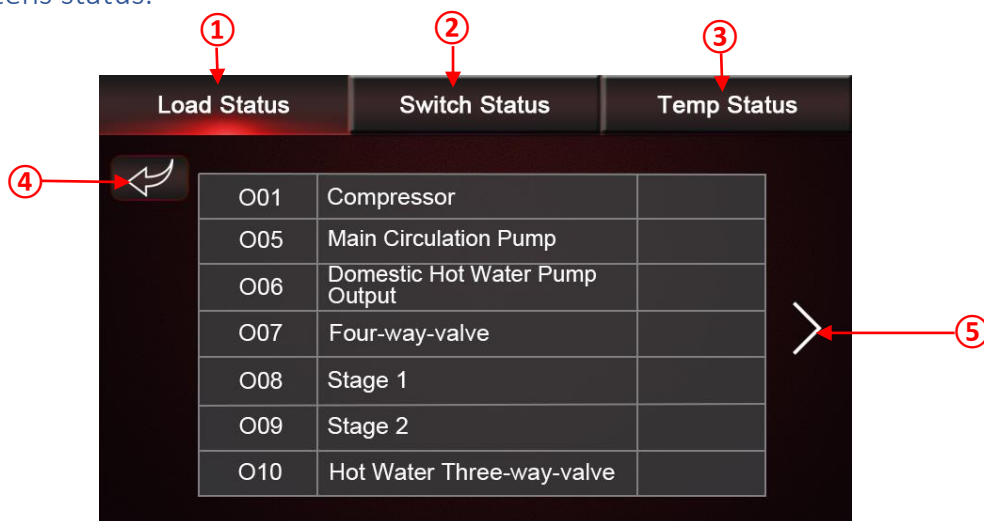 status.
① ② ③
Load Status Switch Status Temp Status
④
O01 Compressor
O05 Main Circulation Pump
O06 Domestic Hot Water Pump
Output
O07 Four-way-valve
⑤
O08 Stage 1
O09 Stage 2
O10 Hot Water Three-way-valve